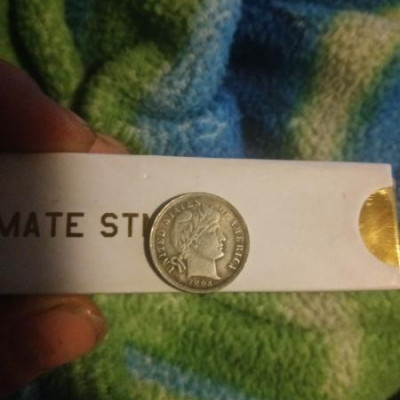 MATE ST
UNITED STATES OF AMERICA